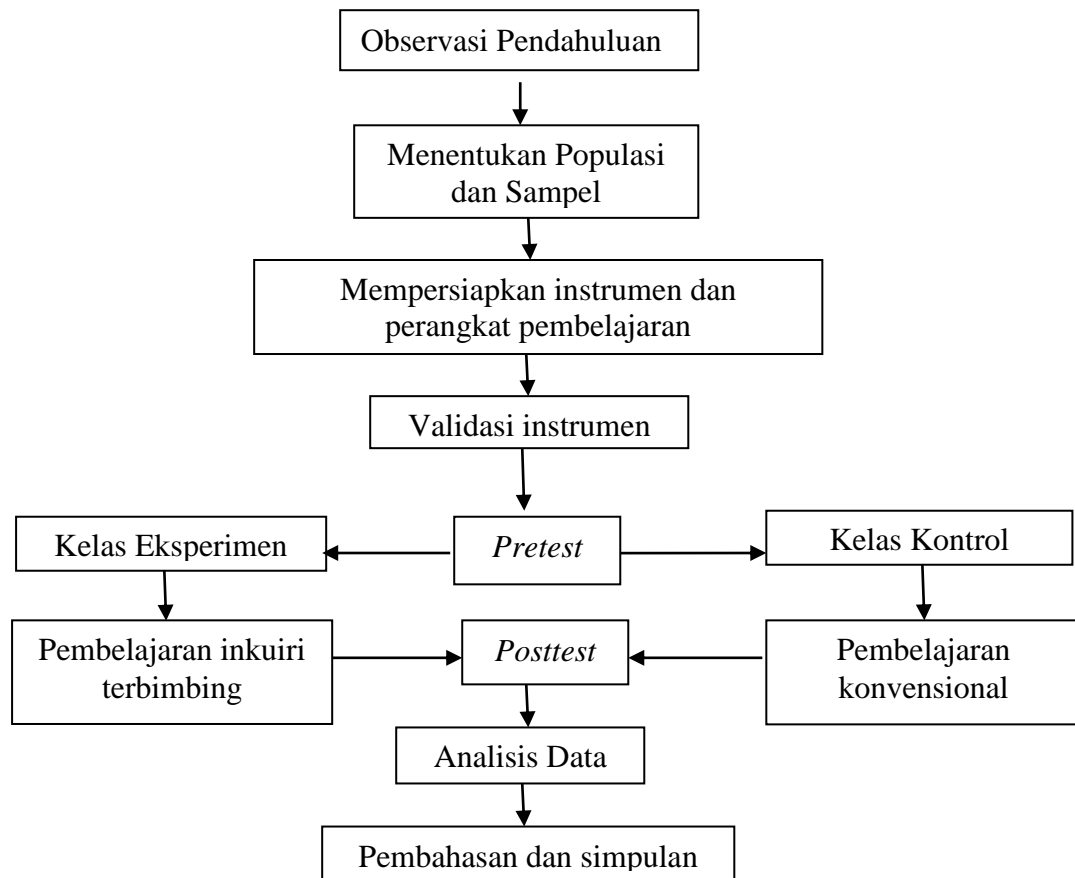 Observasi Pendahuluan
Menentukan Populasi
dan Sampel
Mempersiapkan instrumen dan
perangkat pembelajaran
Validasi instrumen
Kelas Eksperimen
Pretest
Kelas Kontrol
Pembelajaran inkuiri
terbimbing
Posttest
Pembelajaran
konvensional
Analisis Data
Pembahasan dan simpulan